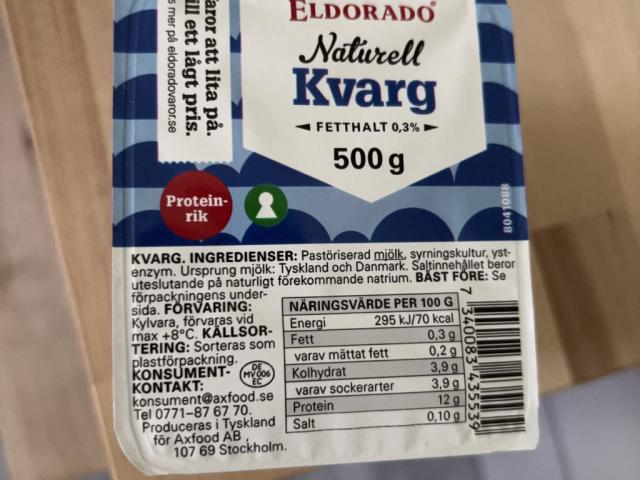 ELDORADO®
Naturell
Kvarg
FETTHALT 0,3%
500 g
aror att lita på.
ill ett lågt pris.
s mer på eldoradovaror.se
Protein-
rik
8041088
KVARG. INGREDIENSER: Pastöriserad mjölk, syrningskultur, yst-
enzym. Ursprung mjölk: Tyskland och Danmark. Saltinnehållet beror
uteslutande på naturligt förekommande natrium. BÄST FÖRE: Se
förpackningens under-
sida. FÖRVARING:
Kylvara, förvaras vid
max +8°C. KÄLLSOR-
TERING: Sorteras som
plastförpackning.
KONSUMENT-
KONTAKT:
konsument@axfood.se
Tel 0771–87 67 70.
Produceras i Tyskland
för Axfood AB,
107 69 Stockholm.
DE
MV 006
EC
NÄRINGSVÄRDE PER 100 G
Energi 295 kJ/70 kcal
Fett 0,3 g
varav mättat fett 0,2 g
Kolhydrat 3,9 g
varav sockerarter 3,9 g
Protein 12 g
Salt 0,10 g
7 340083 435559